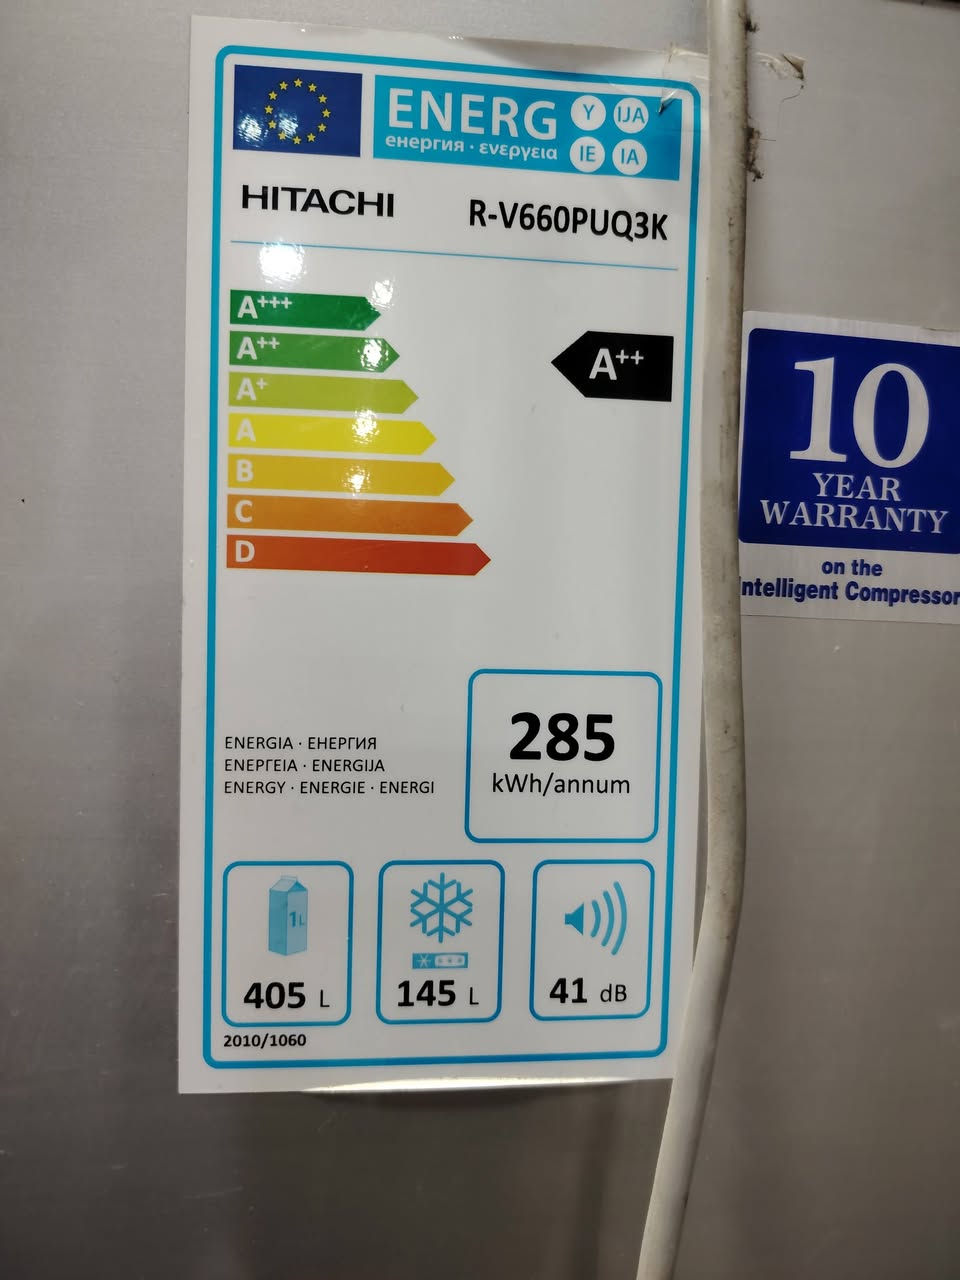 ENERG Y IJA
енергия · ενεργεια IE IA
HITACHI R-V660PUQ3K
A+++
A++
A++
A+
A
B
C
D
10
YEAR
WARRANTY
on the
Intelligent Compressor
285
kWh/annum
ENERGIA · ЕНЕРГИЯ
ΕΝΕΡΓΕΙΑ · ENERGIJA
ENERGY · ENERGIE · ENERGI
1L
405 L
145 L
41 dB
2010/1060